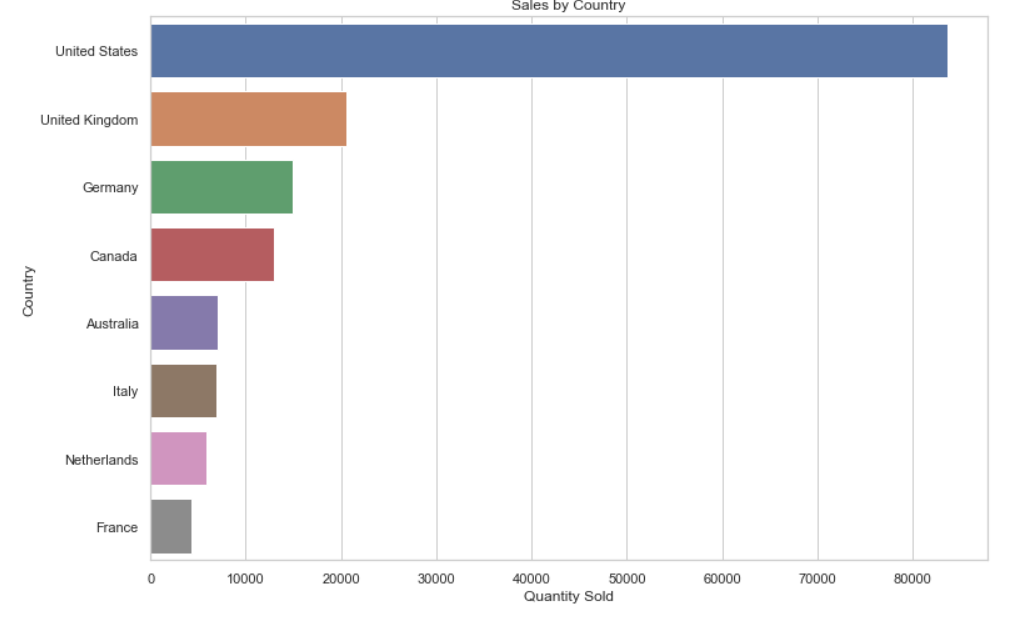 Sales by Country
United States
United Kingdom
Germany
Canada
Australia
Italy
Netherlands
France
Country
0 10000 20000 30000 40000 50000 60000 70000 80000
Quantity Sold